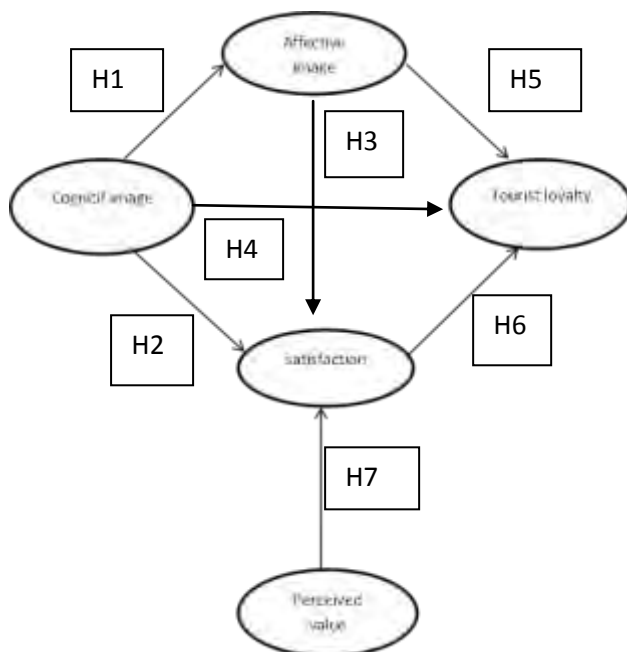 Affective
image
H1
H5
H3
Cognitif image
Tourist loyalty
H4
H2
H6
satisfaction
H7
Perceived
value